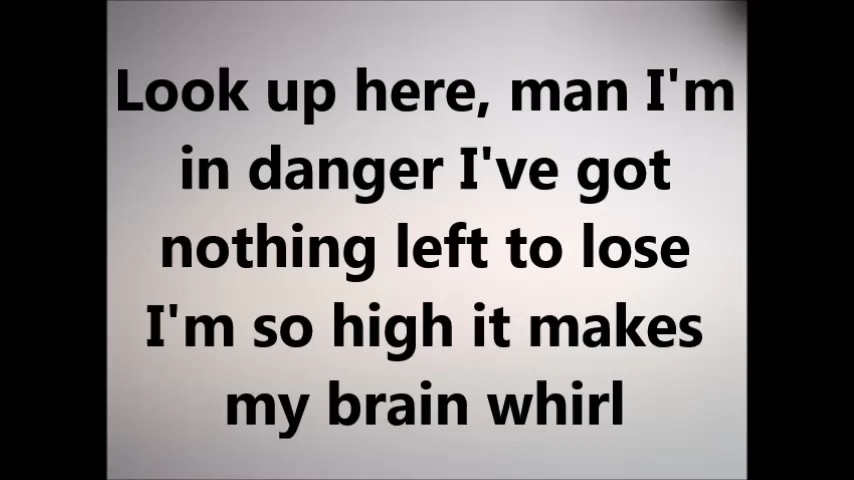 Look up here, man I'm
in danger I've got
nothing left to lose
I'm so high it makes
my brain whirl